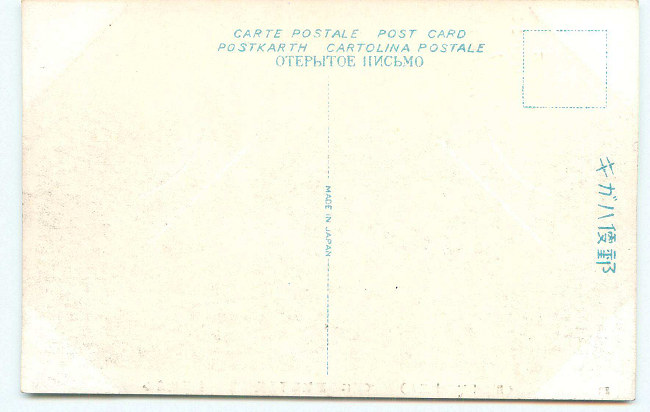 CARTE POSTALE POST CARD
POSTKARTH CARTOLINA POSTALE
ОТЕРЫТОЕ ПИСЬМО
MADE IN JAPAN
郵便ハガキ